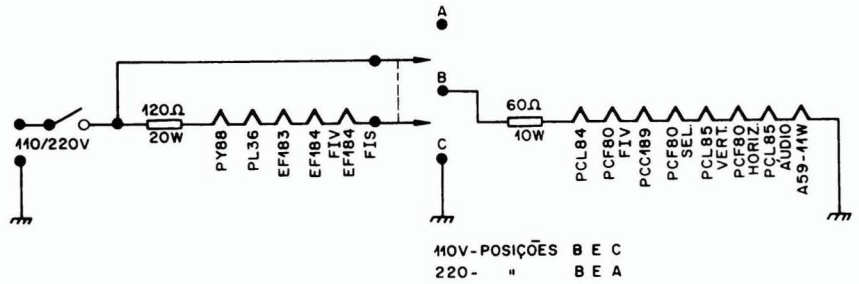 A
B
C
120Ω
20W
110/220V
PY88
PL36
EF183
EF184
FIV
EF184
FIS
60Ω
10W
PCL84
PCF80
FIV
PCC189
PCF80
SEL.
PCL85
VERT.
PCF80
HORIZ.
PCL85
ÁUDIO
A59-11W
110V-POSIÇÕES B E C
220- " B E A